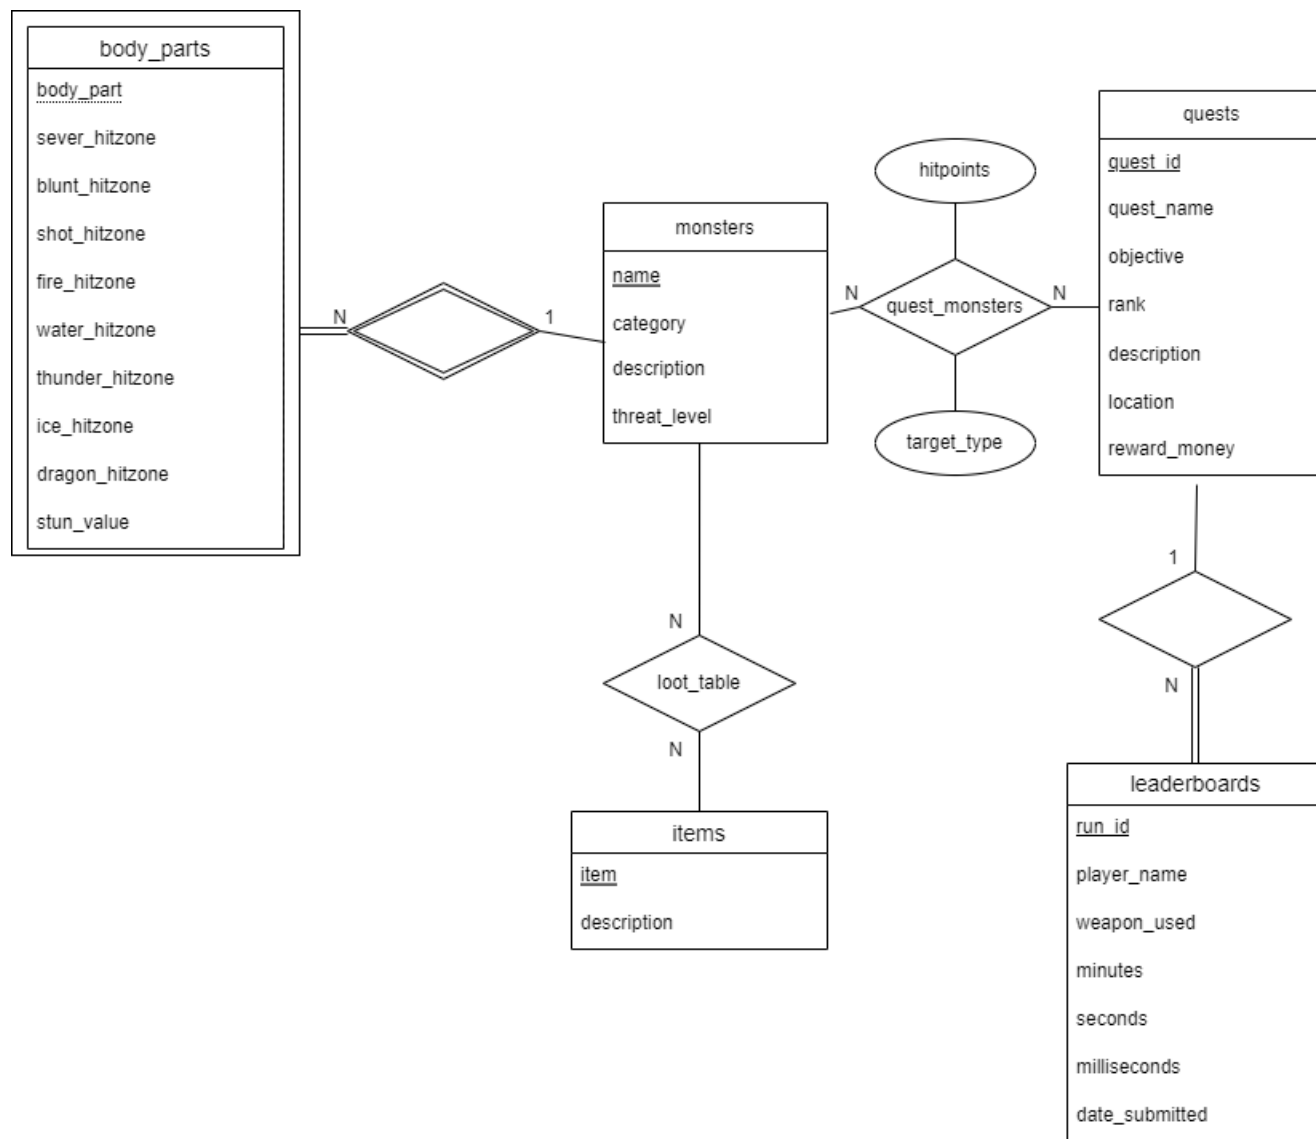 body_parts
body_part
sever_hitzone
blunt_hitzone
shot_hitzone
fire_hitzone
water_hitzone
thunder_hitzone
ice_hitzone
dragon_hitzone
stun_value
N
1
monsters
name
category
description
threat_level
hitpoints
N
quest_monsters
N
target_type
quests
quest_id
quest_name
objective
rank
description
location
reward_money
N
loot_table
N
items
item
description
1
N
leaderboards
run_id
player_name
weapon_used
minutes
seconds
milliseconds
date_submitted